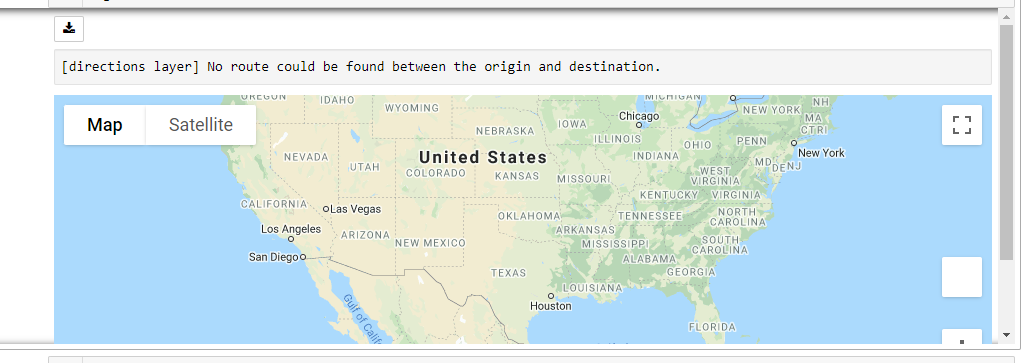 [directions layer] No route could be found between the origin and destination.
Map
Satellite
OREGON
IDAHO
WYOMING
MICHIGAN
NH
NEW YORK
MA
CT RI
Chicago
IOWA
NEBRASKA
ILLINOIS
OHIO
PENN
New York
NEVADA
UTAH
United States
COLORADO
KANSAS
MISSOURI
INDIANA
WEST
VIRGINIA
MD
DE
NJ
KENTUCKY
VIRGINIA
CALIFORNIA
Las Vegas
OKLAHOMA
TENNESSEE
NORTH
CAROLINA
Los Angeles
ARIZONA
NEW MEXICO
ARKANSAS
MISSISSIPPI
SOUTH
CAROLINA
San Diego
ALABAMA
GEORGIA
TEXAS
LOUISIANA
Houston
Gulf of Calif
FLORIDA